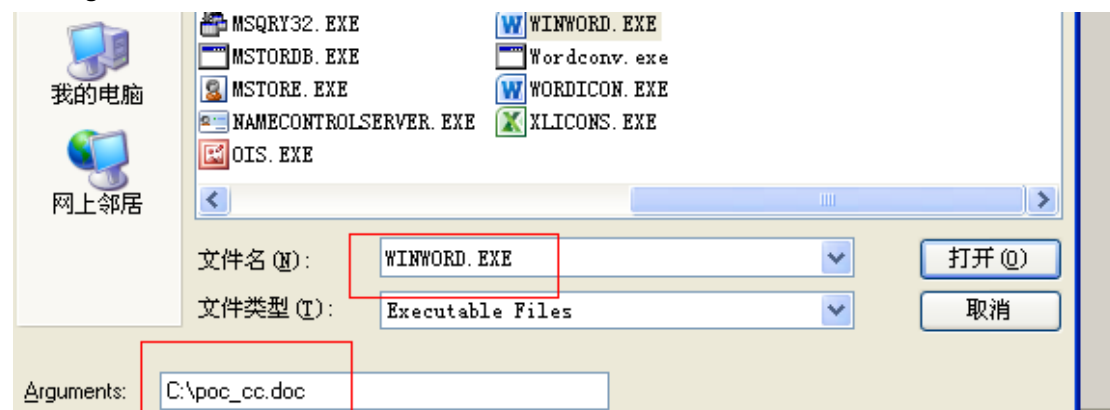 MSQRY32.EXE WINWORD.EXE
MSTORDB.EXE Wordconv.exe
我的电脑 MSTORE.EXE WORDICON.EXE
NAMECONTROLSERVER.EXE XLICONS.EXE
OIS.EXE
网上邻居
文件名(N): WINWORD.EXE 打开(O)
文件类型(T): Executable Files 取消
Arguments: C:\poc_cc.doc